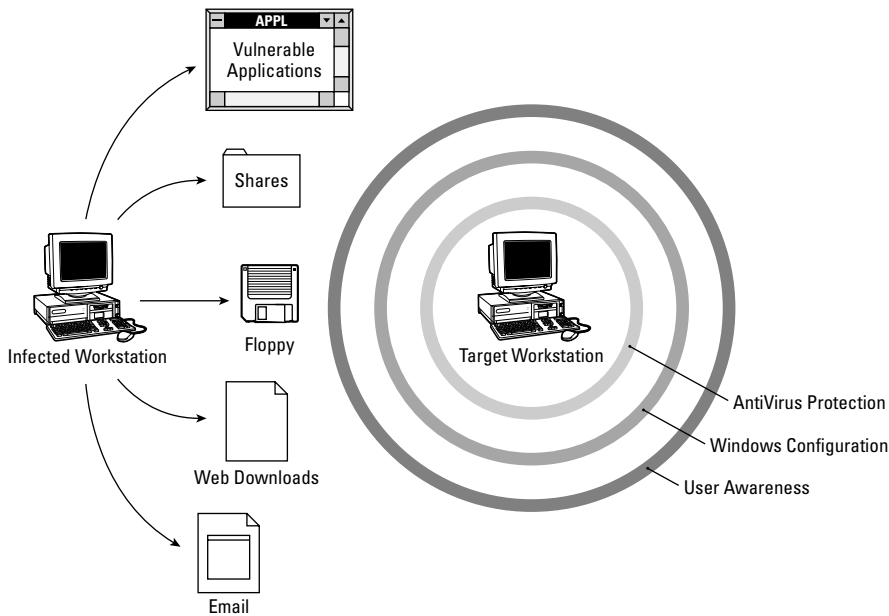 APPL
Vulnerable
Applications
Shares
Infected Workstation
Floppy
Web Downloads
Email
Target Workstation
AntiVirus Protection
Windows Configuration
User Awareness